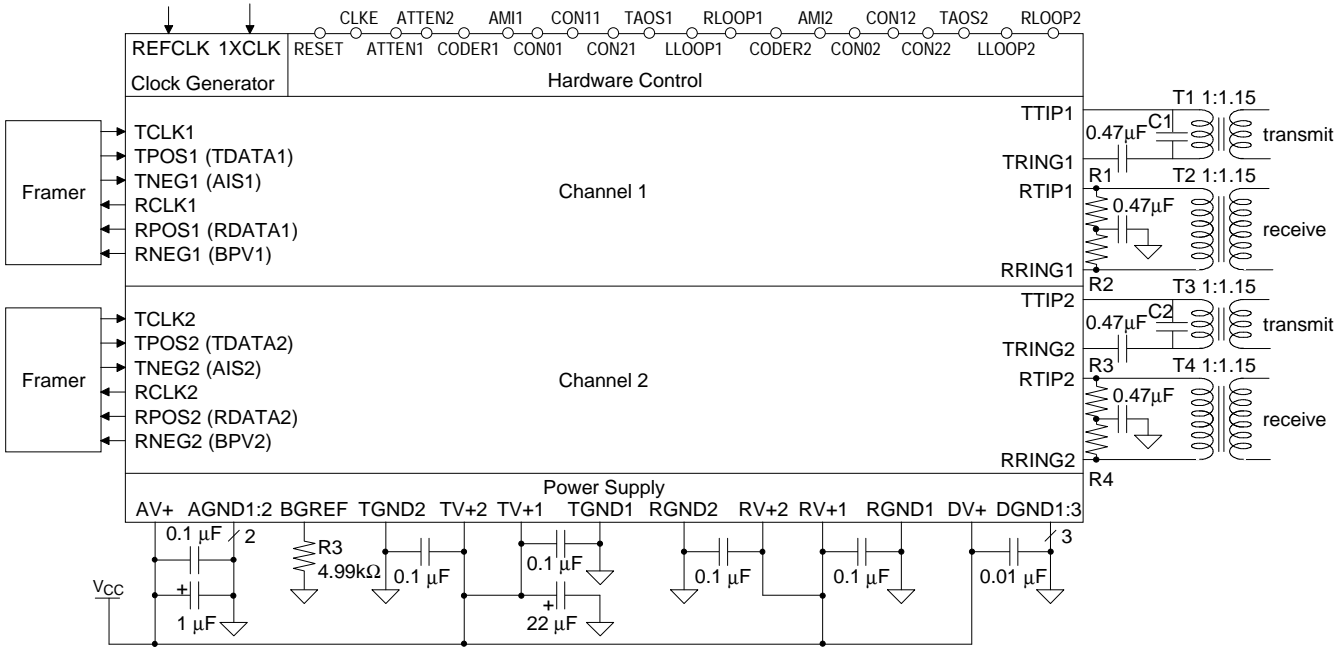 CLKE ATTEN2 AMI1 CON11 TAOS1 RLOOP1 AMI2 CON12 TAOS2 RLOOP2
REFCLK 1XCLK RESET ATTEN1 CODER1 CON01 CON21 LLOOP1 CODER2 CON02 CON22 LLOOP2
Clock Generator Hardware Control
Framer
TCLK1
TPOS1 (TDATA1)
TNEG1 (AIS1)
RCLK1
RPOS1 (RDATA1)
RNEG1 (BPV1)
Channel 1
TTIP1
TRING1
RTIP1
RRING1
T1 1:1.15
0.47μF C1
transmit
R1 T2 1:1.15
0.47μF
receive
R2
Framer
TCLK2
TPOS2 (TDATA2)
TNEG2 (AIS2)
RCLK2
RPOS2 (RDATA2)
RNEG2 (BPV2)
Channel 2
TTIP2
TRING2
RTIP2
RRING2
T3 1:1.15
0.47μF C2
transmit
R3 T4 1:1.15
0.47μF
receive
R4
Power Supply
AV+ AGND1:2 BGREF TGND2 TV+2 TV+1 TGND1 RGND2 RV+2 RV+1 RGND1 DV+ DGND1:3
0.1 μF 2
R3
4.99kΩ
0.1 μF
0.1 μF
0.1 μF
0.1 μF
3
0.01 μF
VCC
+
1 μF
+
22 μF